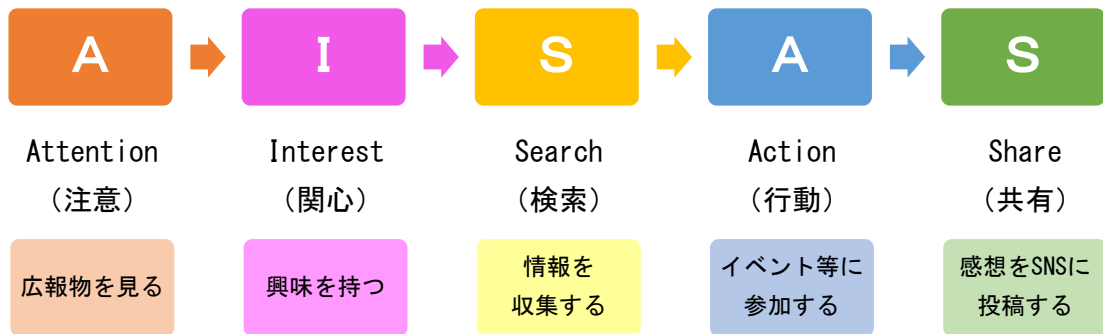 A I S A S
Attention Interest Search Action Share
（注意） （関心） （検索） （行動） （共有）
広報物を見る
興味を持つ
情報を
収集する
イベント等に
参加する
感想をSNSに
投稿する